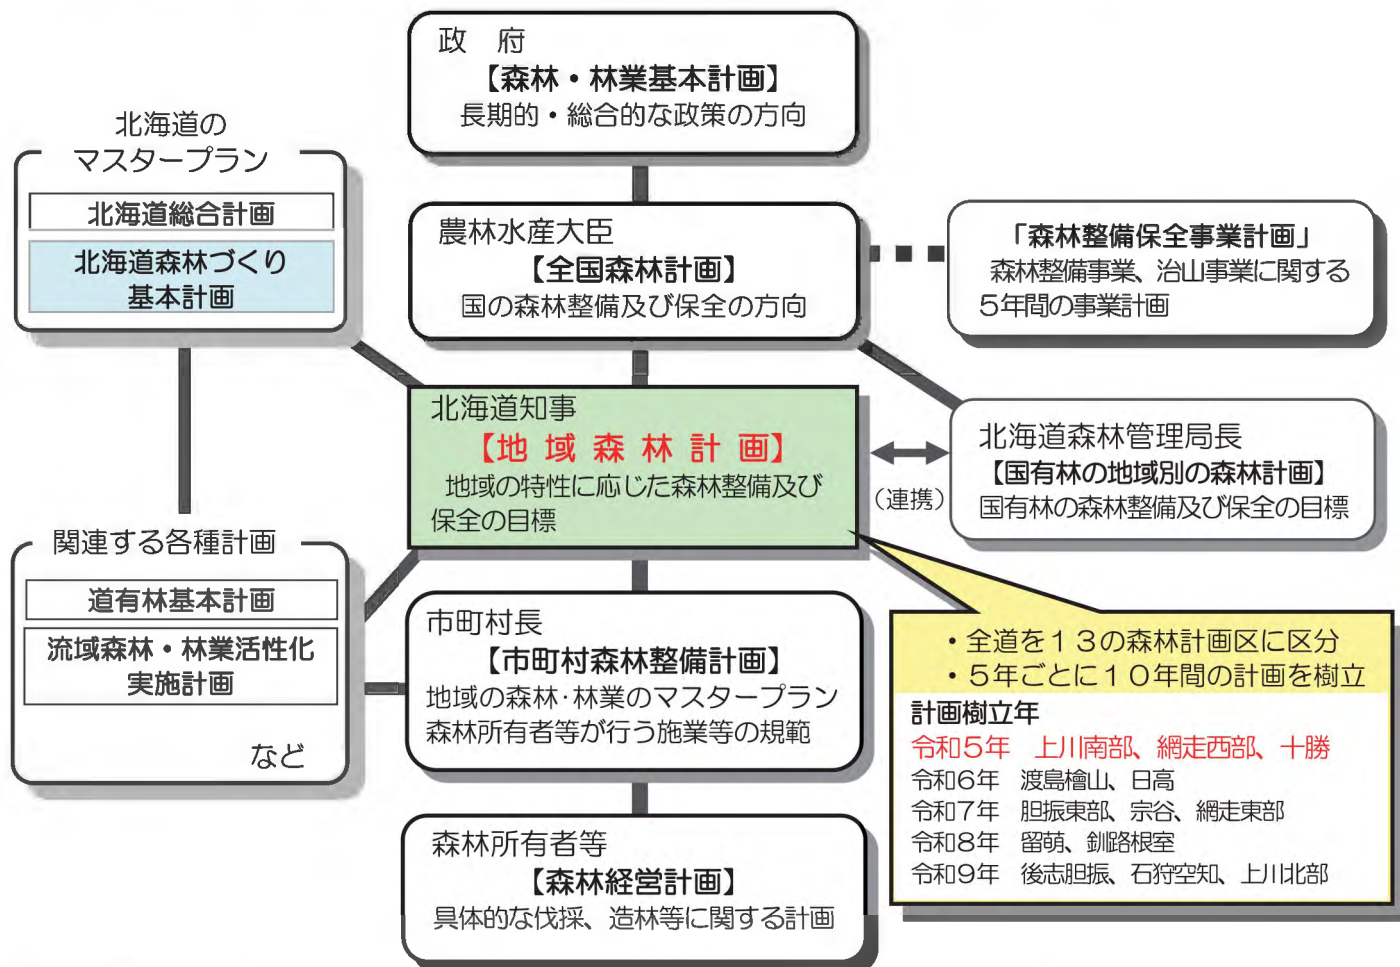 政　府
【森林・林業基本計画】
長期的・総合的な政策の方向
北海道の
マスタープラン
北海道総合計画
北海道森林づくり
基本計画
農林水産大臣
【全国森林計画】
国の森林整備及び保全の方向
「森林整備保全事業計画」
森林整備事業、治山事業に関する
5年間の事業計画
北海道知事
【地 域 森 林 計 画】
地域の特性に応じた森林整備及び
保全の目標
（連携）
北海道森林管理局長
【国有林の地域別の森林計画】
国有林の森林整備及び保全の目標
関連する各種計画
道有林基本計画
流域森林・林業活性化
実施計画
など
市町村長
【市町村森林整備計画】
地域の森林・林業のマスタープラン
森林所有者等が行う施業等の規範
・全道を１３の森林計画区に区分
・５年ごとに１０年間の計画を樹立
計画樹立年
令和5年　上川南部、網走西部、十勝
令和6年　渡島檜山、日高
令和7年　胆振東部、宗谷、網走東部
令和8年　留萌、釧路根室
令和9年　後志胆振、石狩空知、上川北部
森林所有者等
【森林経営計画】
具体的な伐採、造林等に関する計画